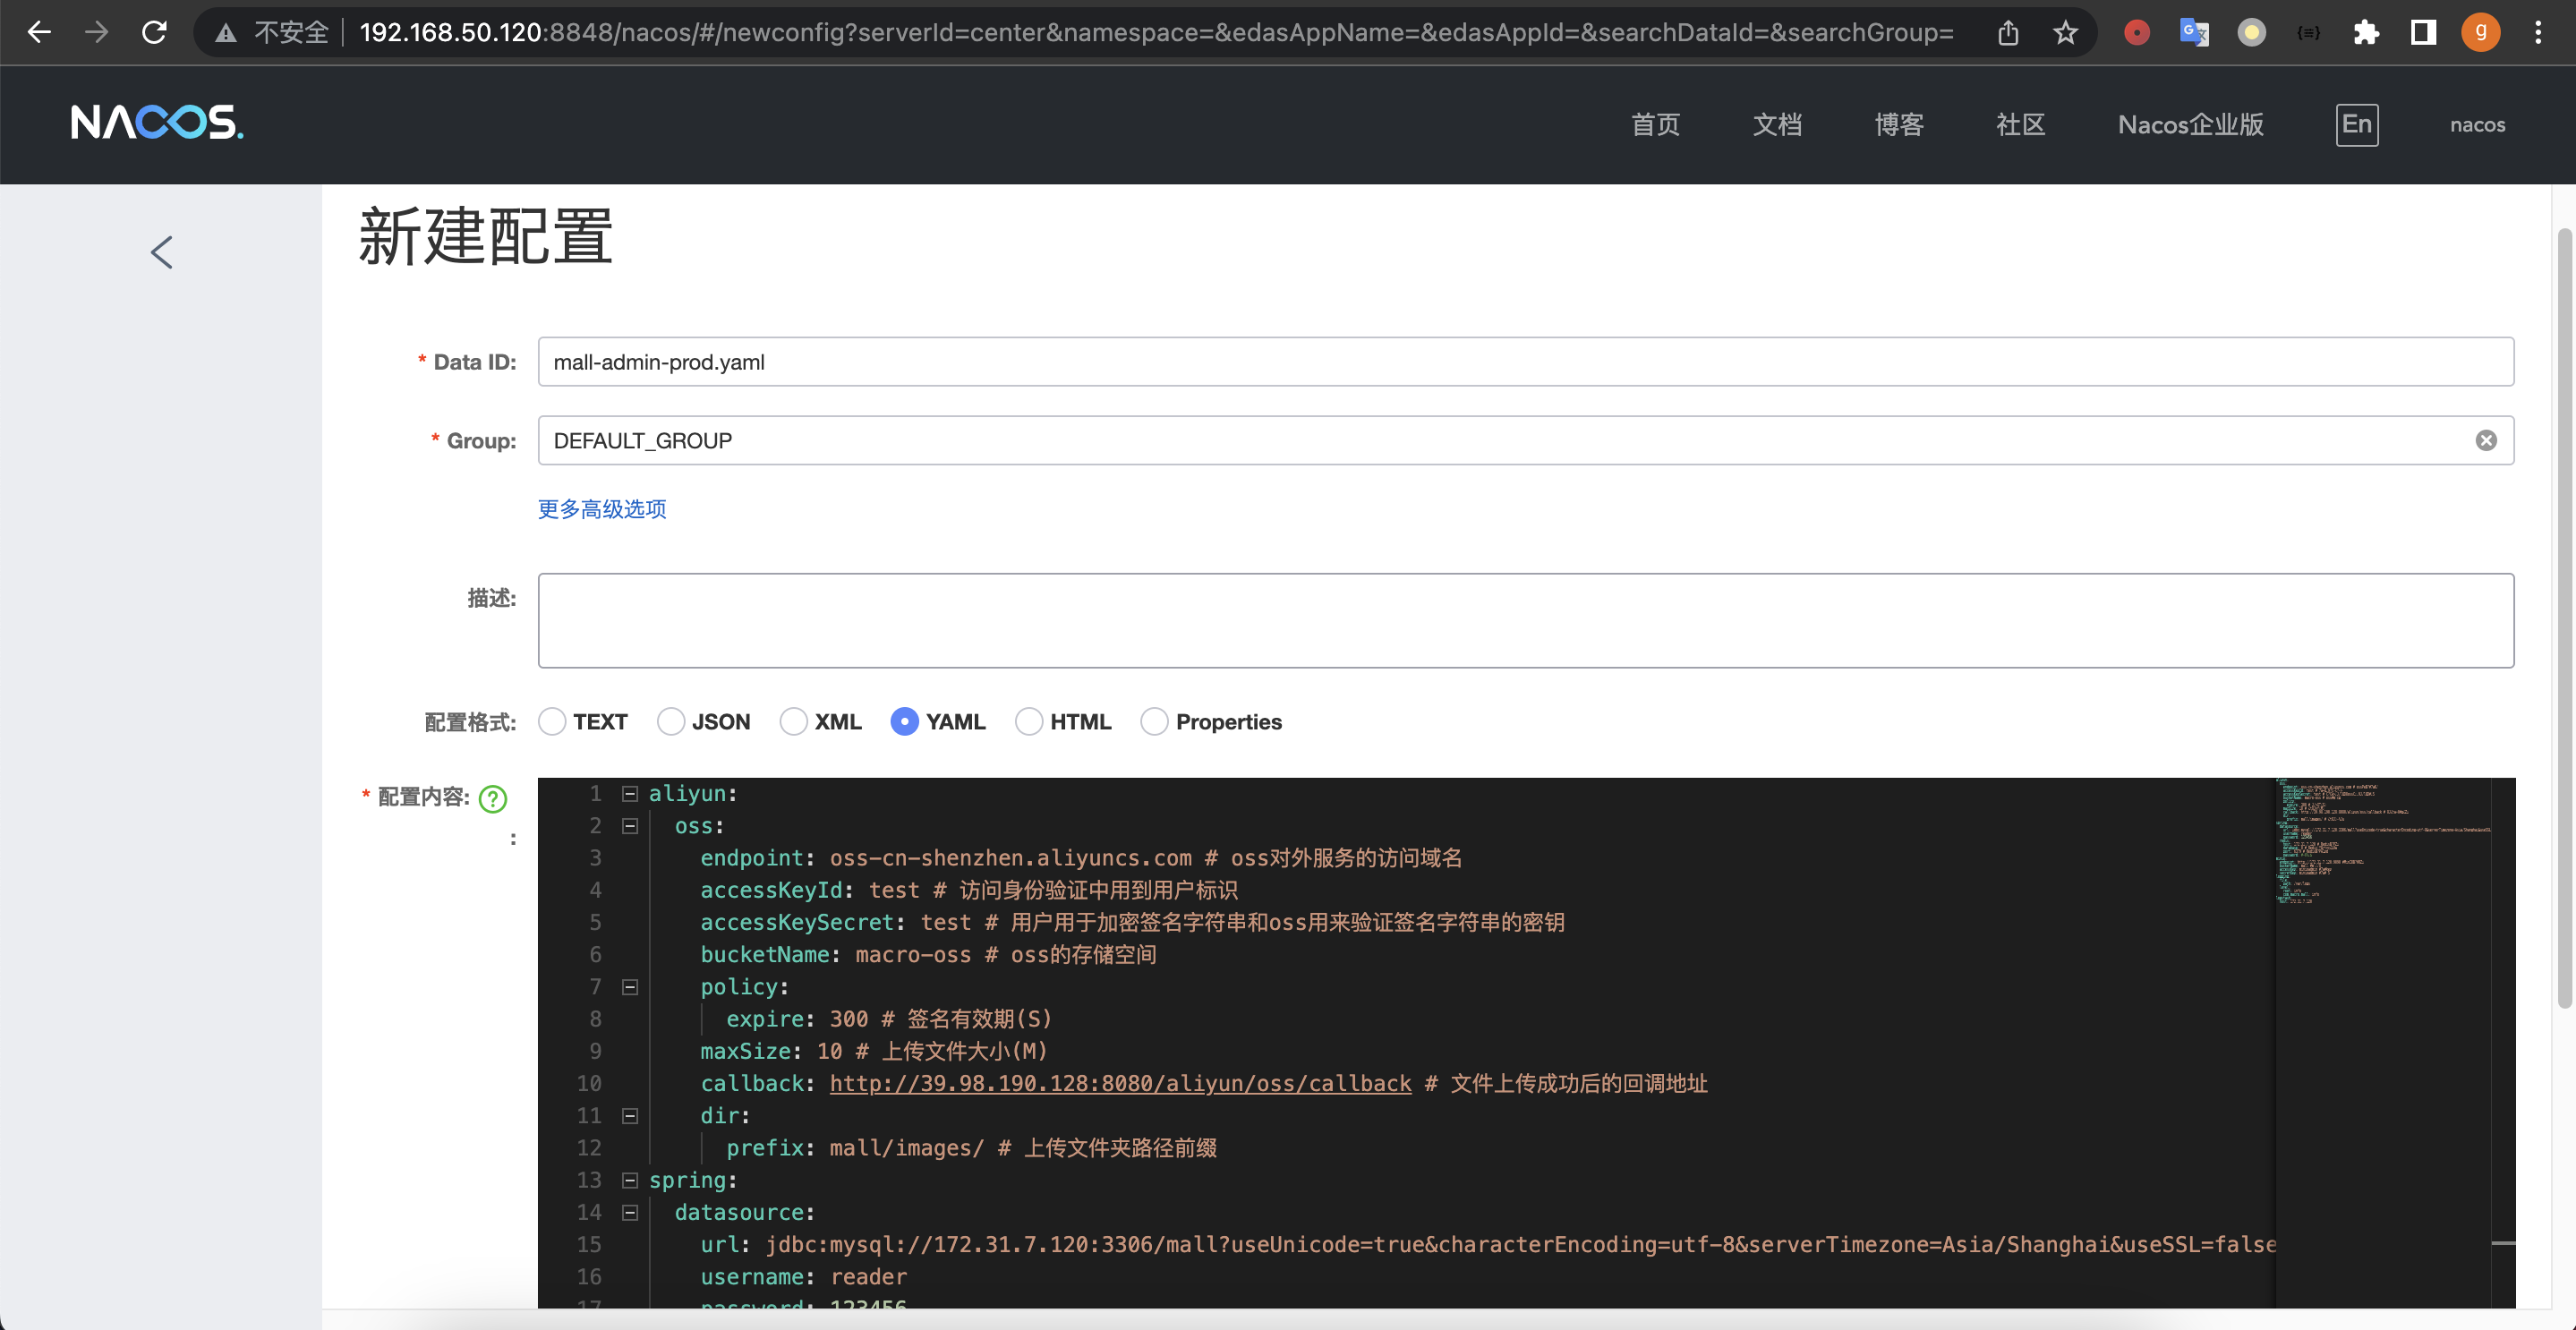 不安全 192.168.50.120:8848/nacos/#/newconfig?serverId=center&namespace=&edasAppName=&edasAppId=&searchDataId=&searchGroup=
g
NACOS.
首页 文档 博客 社区 Nacos企业版 En nacos
新建配置
* Data ID: mall-admin-prod.yaml
* Group: DEFAULT_GROUP
更多高级选项
描述:
配置格式: TEXT JSON XML YAML HTML Properties
* 配置内容: ?
:
1 aliyun:
2 oss:
3 endpoint: oss-cn-shenzhen.aliyuncs.com # oss对外服务的访问域名
4 accessKeyId: test # 访问身份验证中用到用户标识
5 accessKeySecret: test # 用户用于加密签名字符串和oss用来验证签名字符串的密钥
6 bucketName: macro-oss # oss的存储空间
7 policy:
8 expire: 300 # 签名有效期(S)
9 maxSize: 10 # 上传文件大小(M)
10 callback: http://39.98.190.128:8080/aliyun/oss/callback # 文件上传成功后的回调地址
11 dir:
12 prefix: mall/images/ # 上传文件夹路径前缀
13 spring:
14 datasource:
15 url: jdbc:mysql://172.31.7.120:3306/mall?useUnicode=true&characterEncoding=utf-8&serverTimezone=Asia/Shanghai&useSSL=false
16 username: reader
17 password: 123456